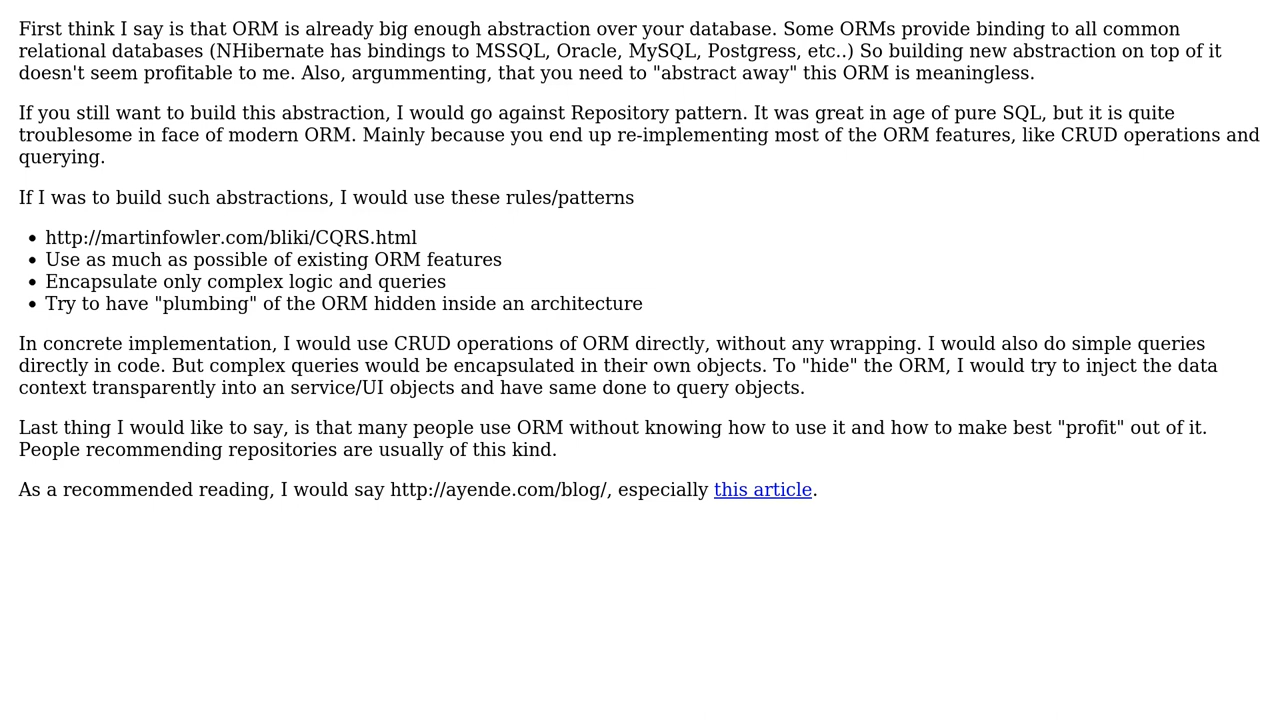 First think I say is that ORM is already big enough abstraction over your database. Some ORMs provide binding to all common
relational databases (NHibernate has bindings to MSSQL, Oracle, MySQL, Postgress, etc..) So building new abstraction on top of it
doesn't seem profitable to me. Also, argummenting, that you need to "abstract away" this ORM is meaningless.
If you still want to build this abstraction, I would go against Repository pattern. It was great in age of pure SQL, but it is quite
troublesome in face of modern ORM. Mainly because you end up re-implementing most of the ORM features, like CRUD operations and
querying.
If I was to build such abstractions, I would use these rules/patterns
• http://martinfowler.com/bliki/CQRS.html
• Use as much as possible of existing ORM features
• Encapsulate only complex logic and queries
• Try to have "plumbing" of the ORM hidden inside an architecture
In concrete implementation, I would use CRUD operations of ORM directly, without any wrapping. I would also do simple queries
directly in code. But complex queries would be encapsulated in their own objects. To "hide" the ORM, I would try to inject the data
context transparently into an service/UI objects and have same done to query objects.
Last thing I would like to say, is that many people use ORM without knowing how to use it and how to make best "profit" out of it.
People recommending repositories are usually of this kind.
As a recommended reading, I would say http://ayende.com/blog/, especially this article.